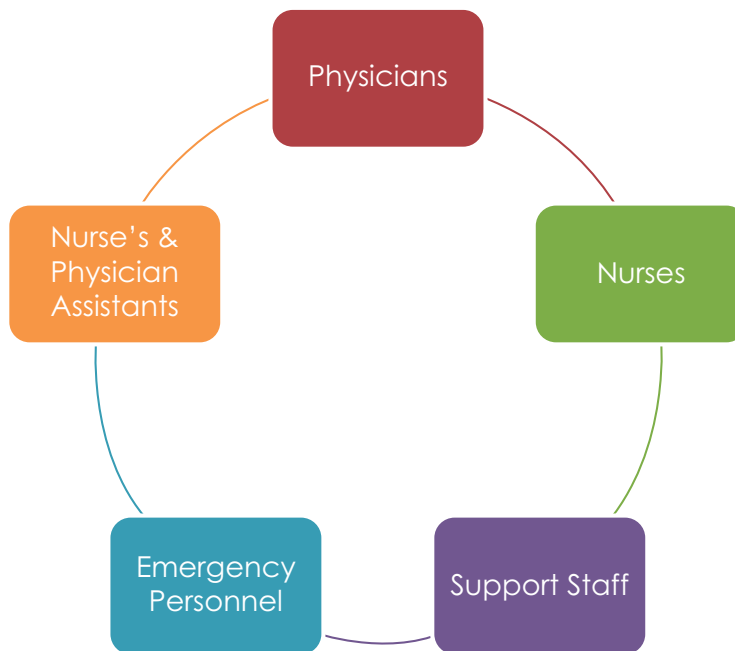 Physicians
Nurses
Support Staff
Emergency
Personnel
Nurse’s &
Physician
Assistants